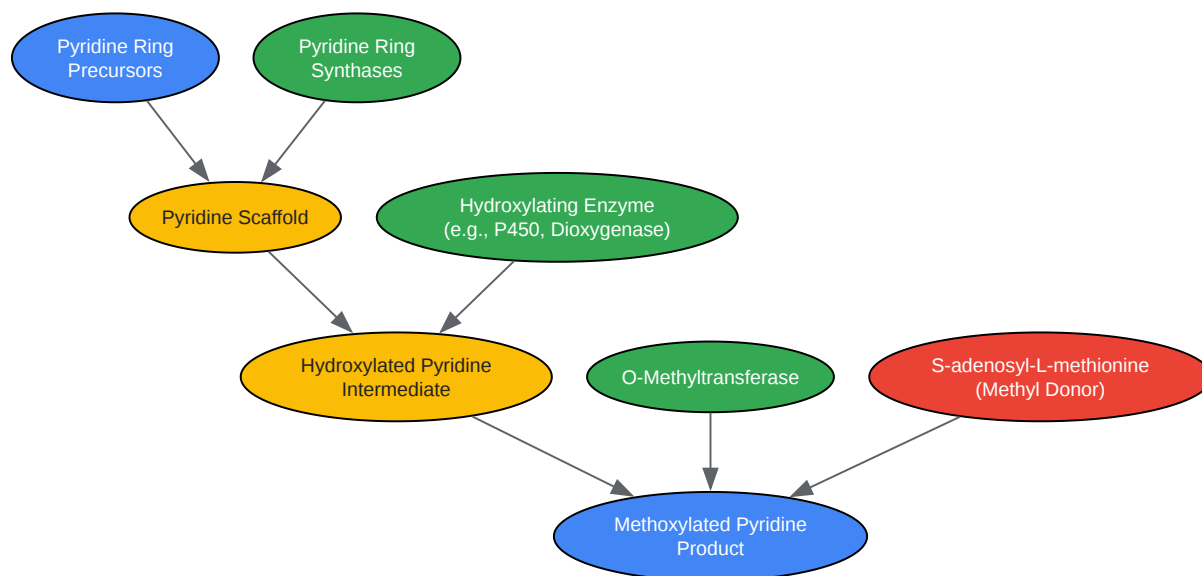 Pyridine Ring
Precursors
Pyridine Ring
Synthases
Pyridine Scaffold
Hydroxylating Enzyme
(e.g., P450, Dioxygenase)
Hydroxylated Pyridine
Intermediate
O-Methyltransferase
S-adenosyl-L-methionine
(Methyl Donor)
Methoxylated Pyridine
Product